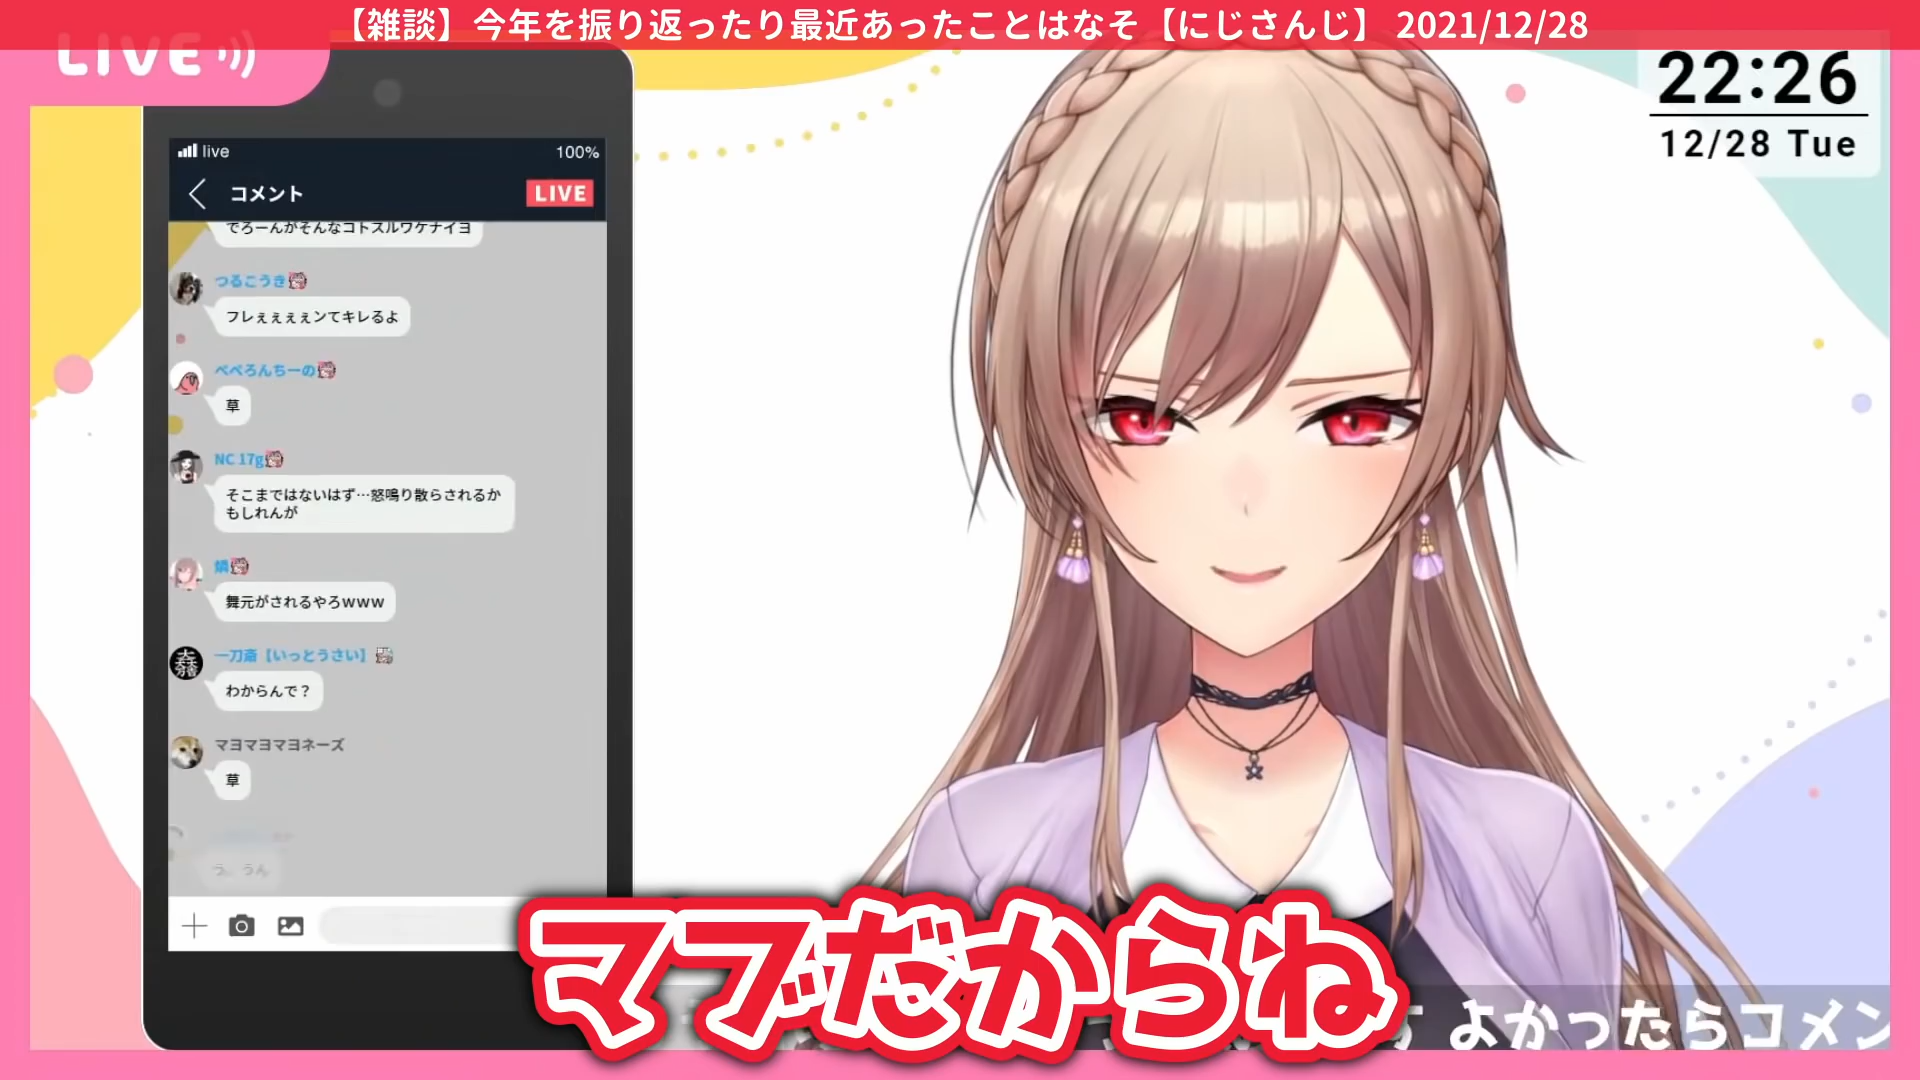 【雑談】今年を振り返ったり最近あったことはなそ【にじさんじ】 2021/12/28
LIVE
22:26
12/28 Tue
live
100%
コメント
LIVE
でろーんがそんなコトスルワケナイヨ
つるこうき
フレぇぇぇぇンてキレるよ
ぺぺろんちーの
草
NC 17g
そこまではないはず…怒鳴り散らされるか
もしれんが
燐
舞元がされるやろwww
一刀斎【いっとうさい】
わからんで？
マヨマヨマヨネーズ
草
う、うん
マブだからね
す よかったらコメン